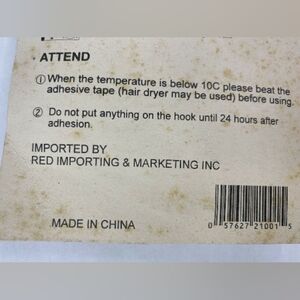 ATTEND
① When the temperature is below 10C please beat the
adhesive tape (hair dryer may be used) before using.
② Do not put anything on the hook until 24 hours after
adhesion.
IMPORTED BY
RED IMPORTING & MARKETING INC
MADE IN CHINA
0 57627 21001 5